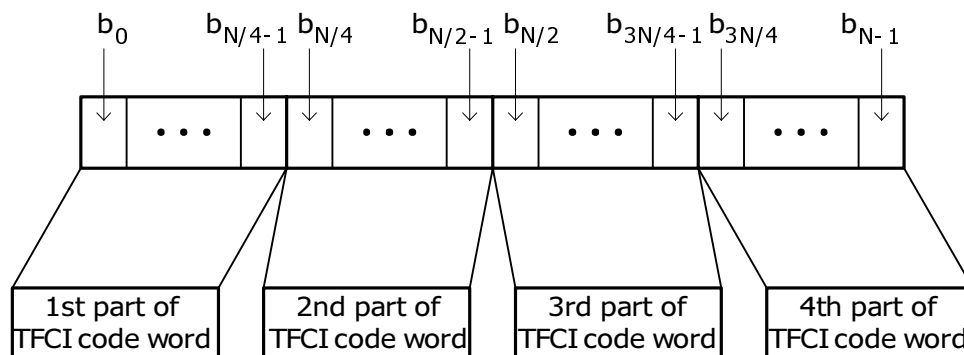 b0 bN/4-1 bN/4 bN/2-1 bN/2 b3N/4-1 b3N/4 bN-1
1st part of
TFCI code word
2nd part of
TFCI code word
3rd part of
TFCI code word
4th part of
TFCI code word